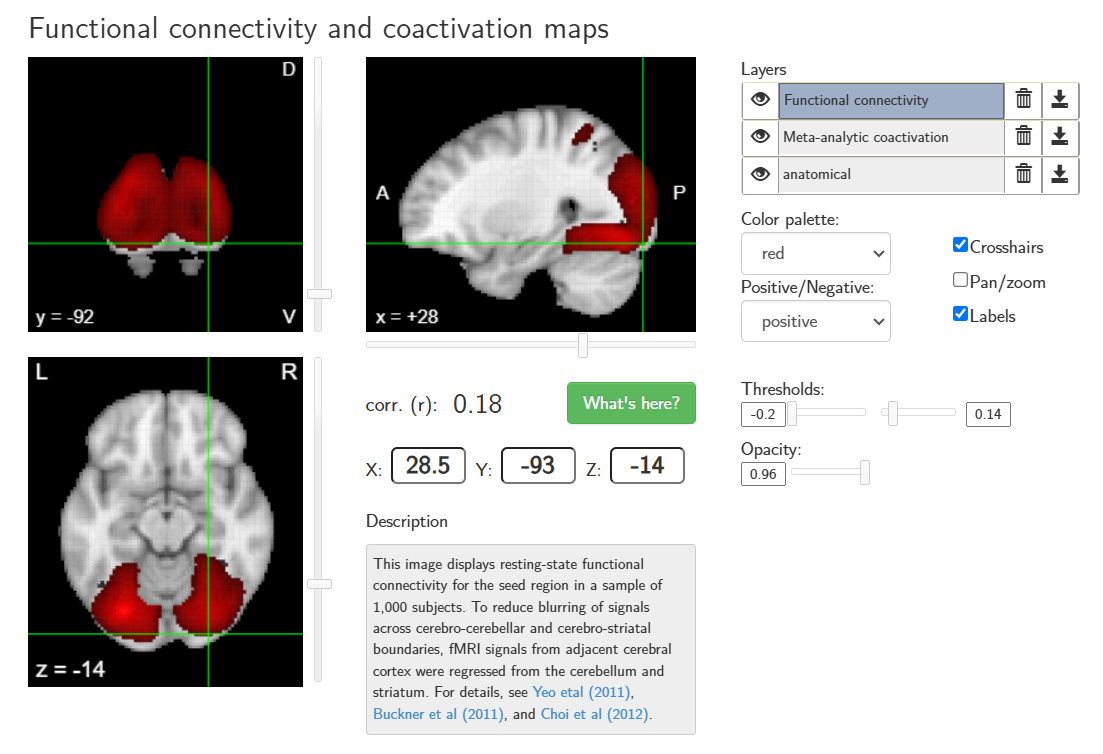 Functional connectivity and coactivation maps
D
y = -92
V
A
P
x = +28
L
R
z = -14
corr. (r): 0.18
What's here?
X: 28.5 Y: -93 Z: -14
Description
This image displays resting-state functional
connectivity for the seed region in a sample of
1,000 subjects. To reduce blurring of signals
across cerebro-cerebellar and cerebro-striatal
boundaries, fMRI signals from adjacent cerebral
cortex were regressed from the cerebellum and
striatum. For details, see Yeo etal (2011),
Buckner et al (2011), and Choi et al (2012).
Layers
Functional connectivity
Meta-analytic coactivation
anatomical
Color palette:
red
Positive/Negative:
positive
Crosshairs
Pan/zoom
Labels
Thresholds:
-0.2 0.14
Opacity:
0.96